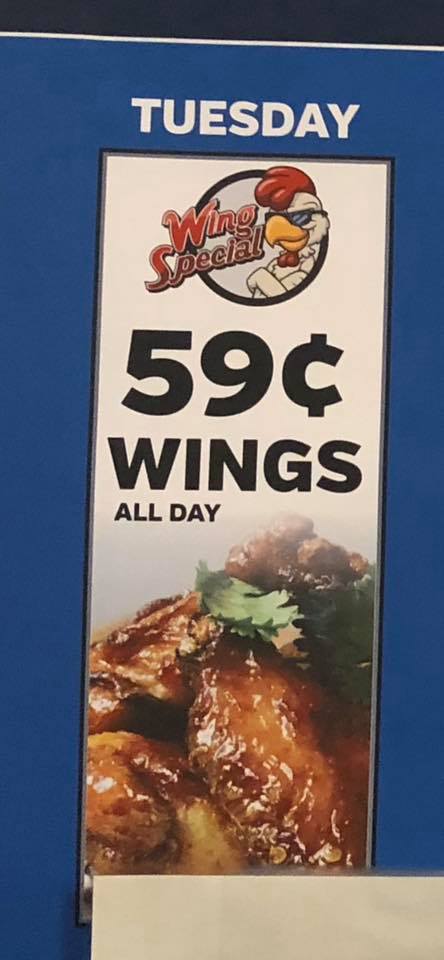 TUESDAY
Wing
Special
59¢
WINGS
ALL DAY